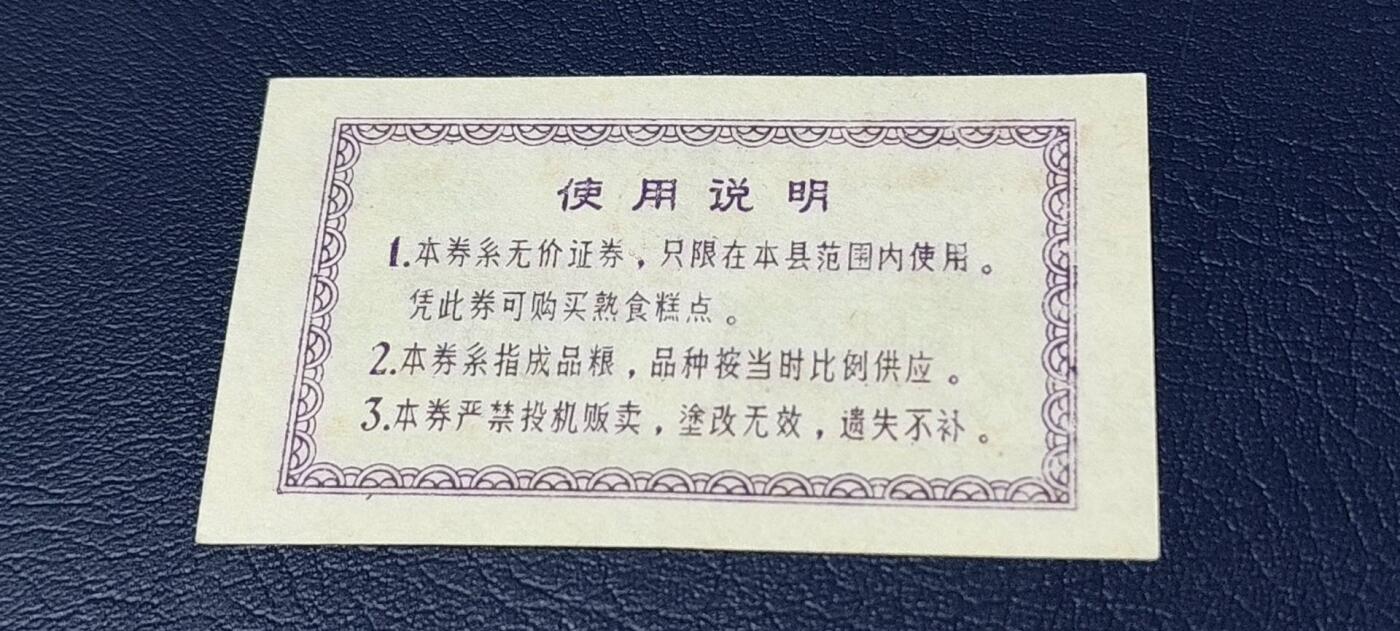 使用说明
1.本券系无价证券，只限在本县范围内使用。
凭此券可购买熟食糕点。
2.本券系指成品粮，品种按当时比例供应。
3.本券严禁投机贩卖，塗改无效，遗失不补。